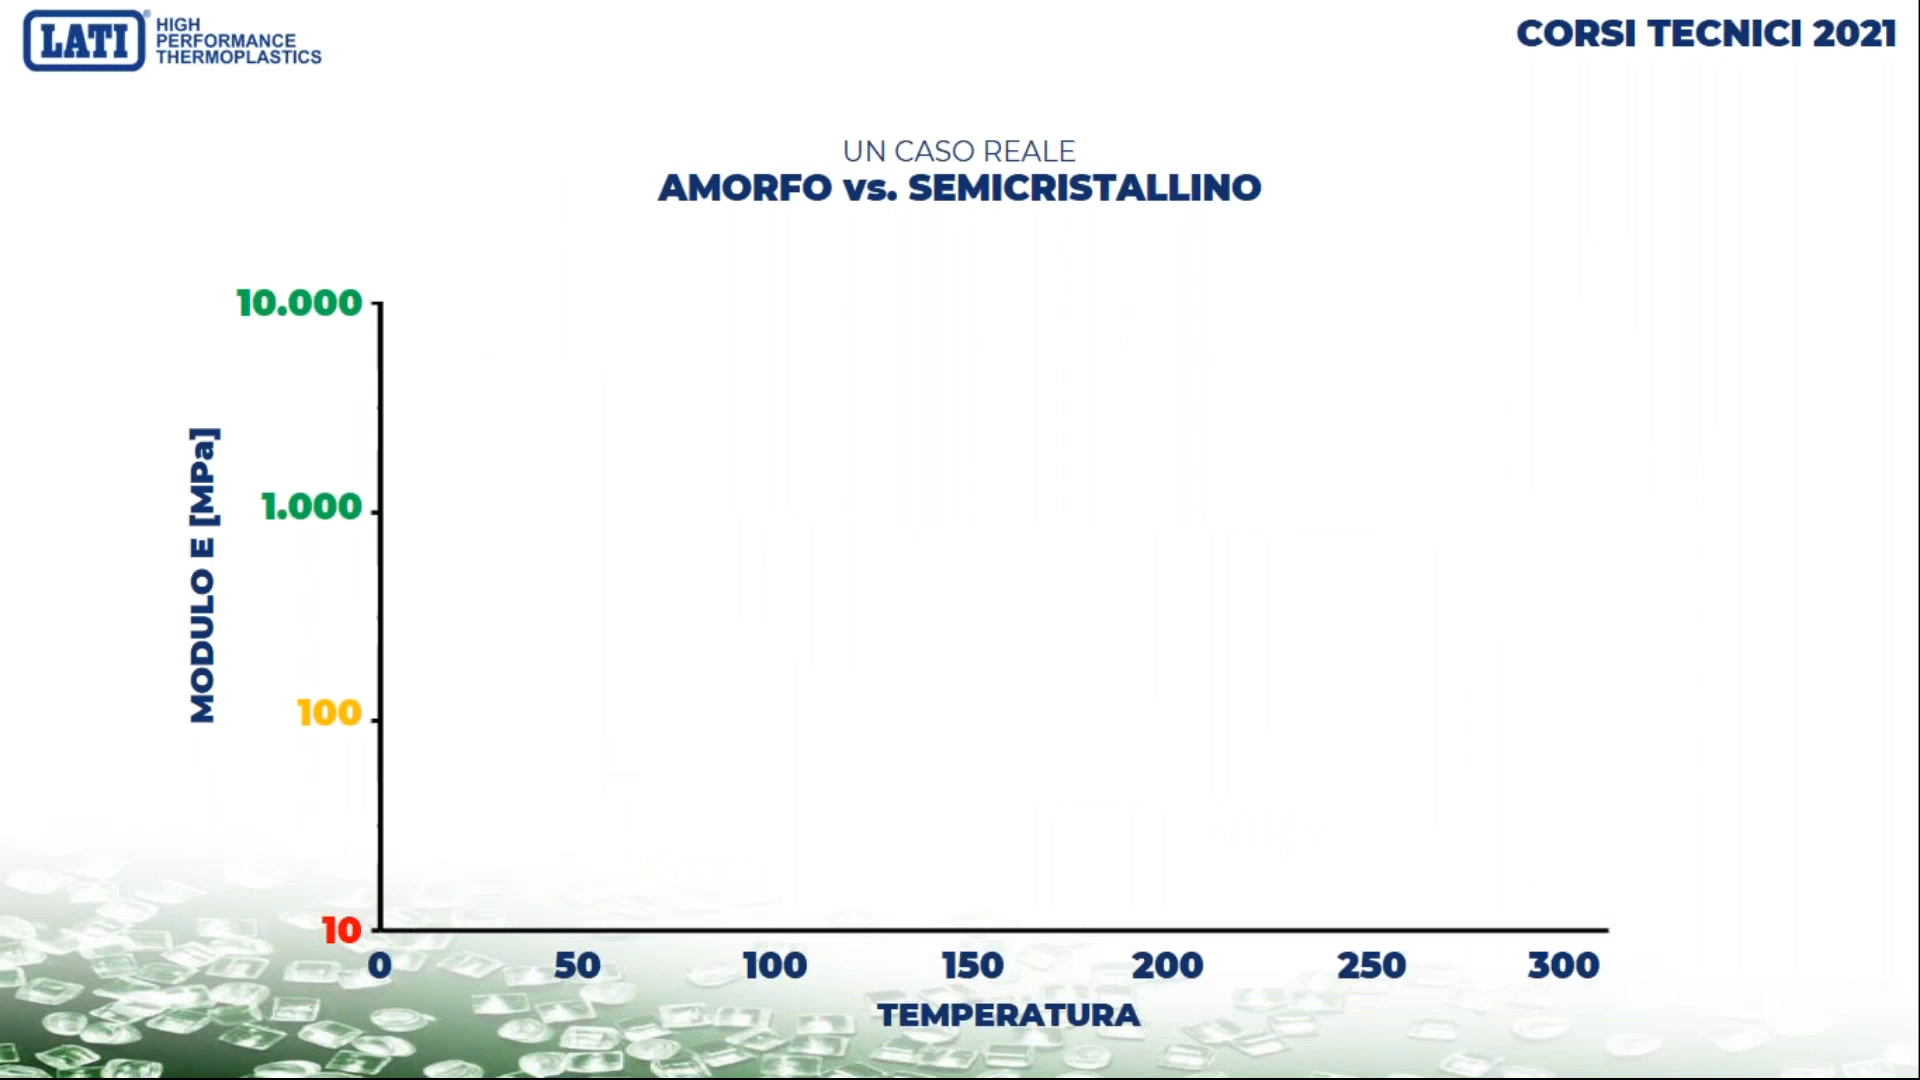 LATI® HIGH
PERFORMANCE
THERMOPLASTICS
CORSI TECNICI 2021
UN CASO REALE
AMORFO vs. SEMICRISTALLINO
MODULO E [MPa]
10.000
1.000
100
10
0 50 100 150 200 250 300
TEMPERATURA